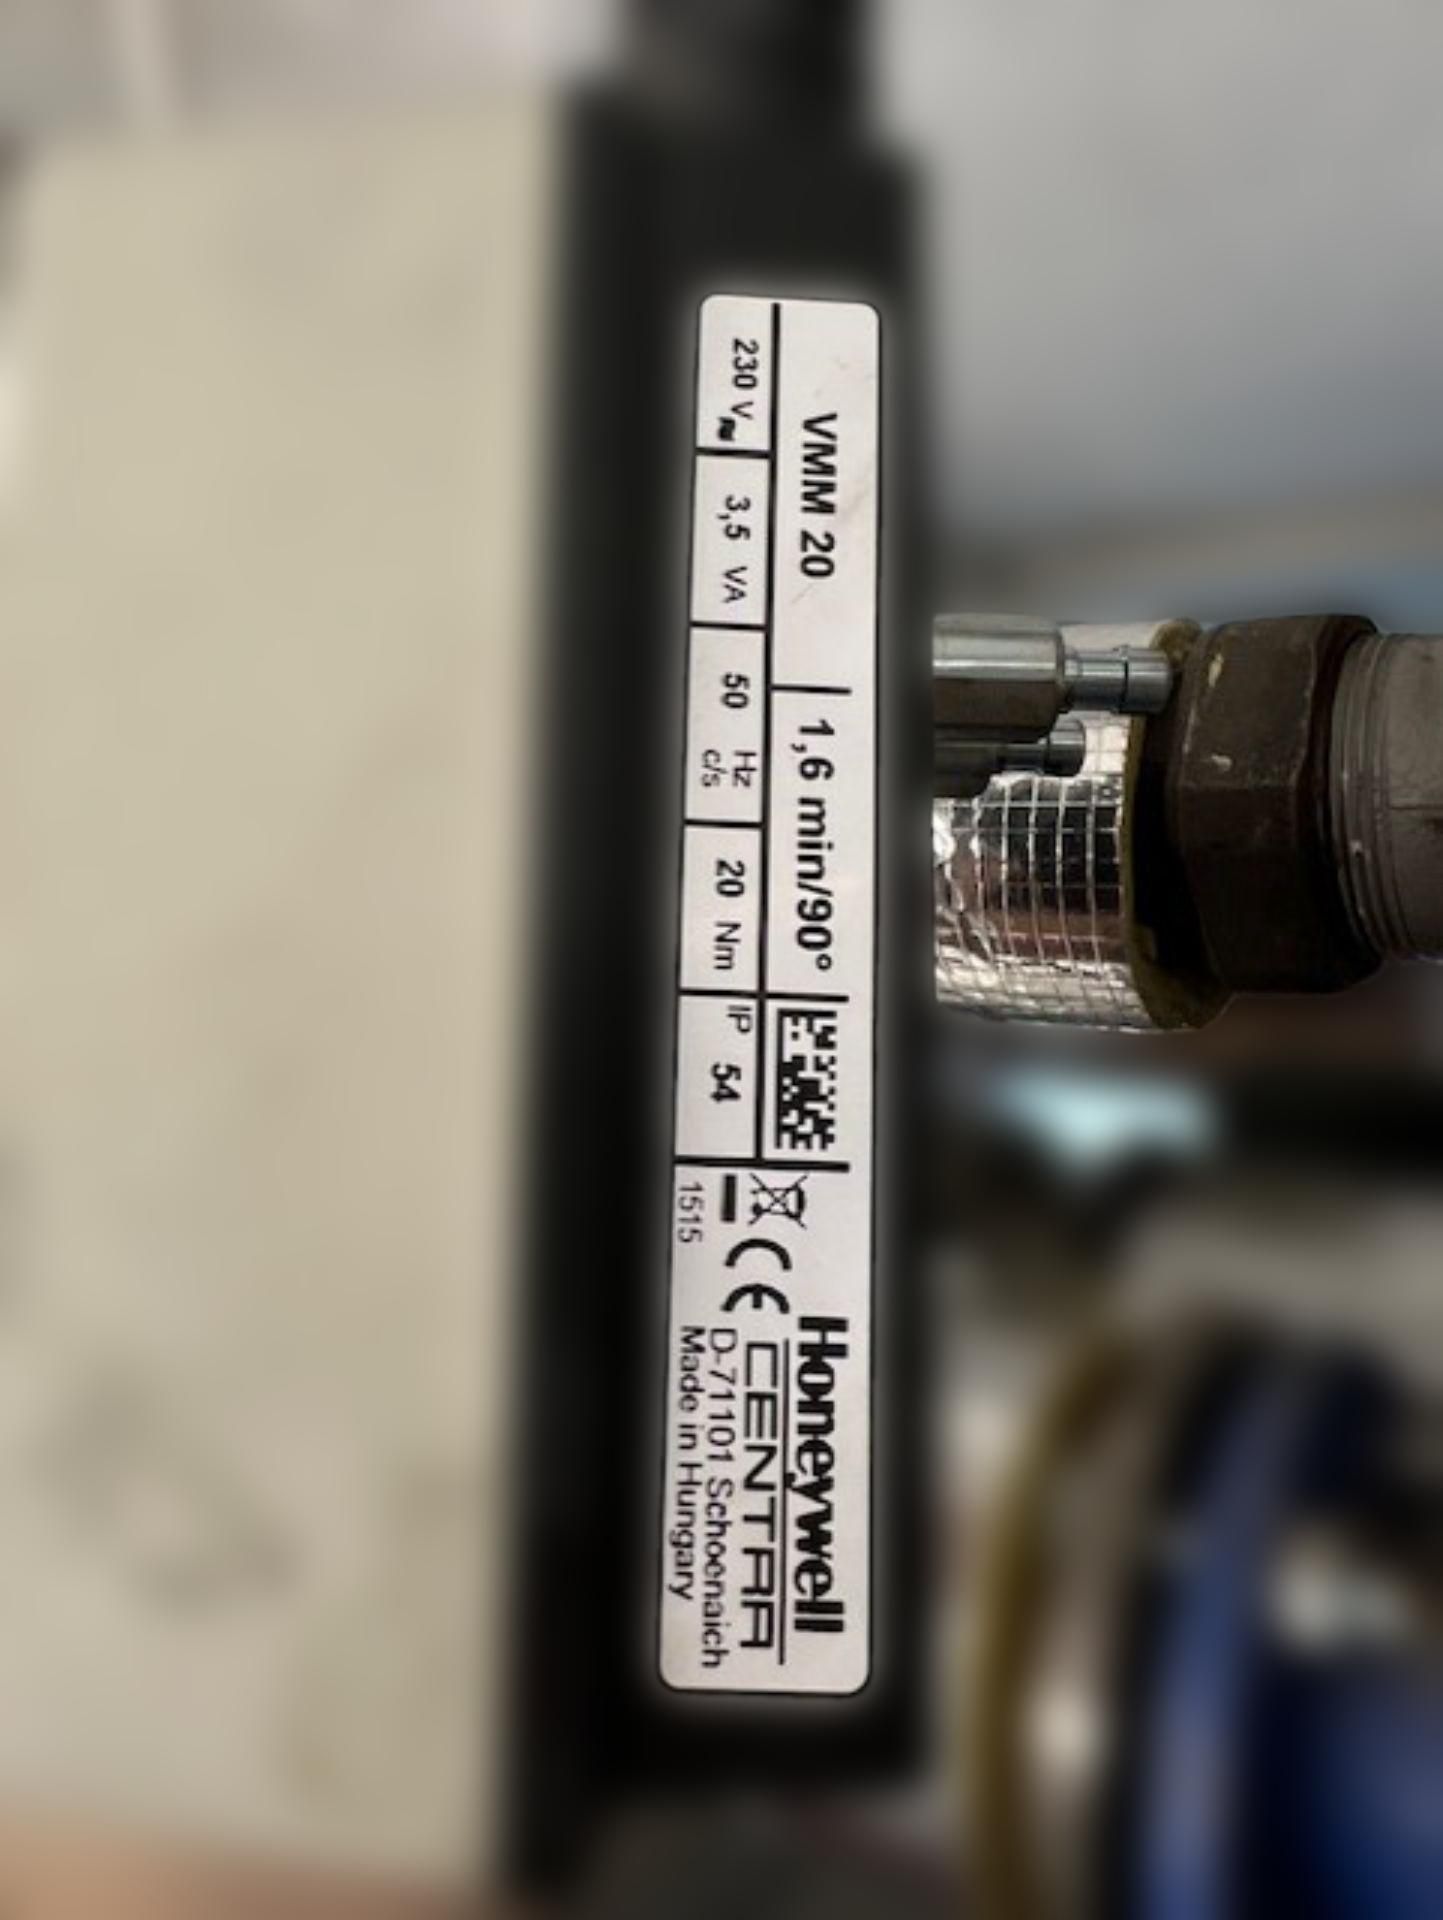 VMM 20
1,6 min/90°
230 V
3,5 VA
50 Hz
c/s
20 Nm
IP 54
1515
CE
Honeywell
CENTRA
D-71101 Schoenaich
Made in Hungary